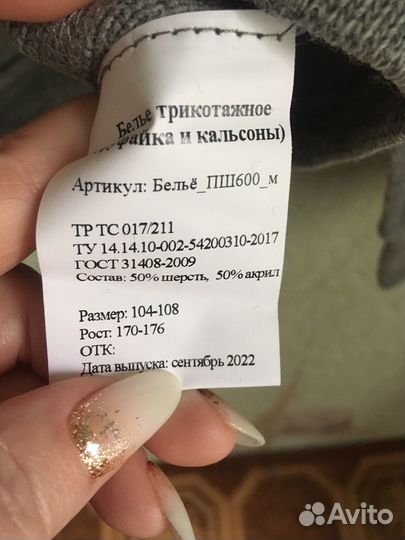 Белье трикотажное
файка и кальсоны)
Артикул: Бельё_ПШ600_м
ТР ТС 017/211
ТУ 14.14.10-002-54200310-2017
ГОСТ 31408-2009
Состав: 50% шерсть, 50% акрил
Размер: 104-108
Рост: 170-176
ОТК:
Дата выпуска: сентябрь 2022
Avito